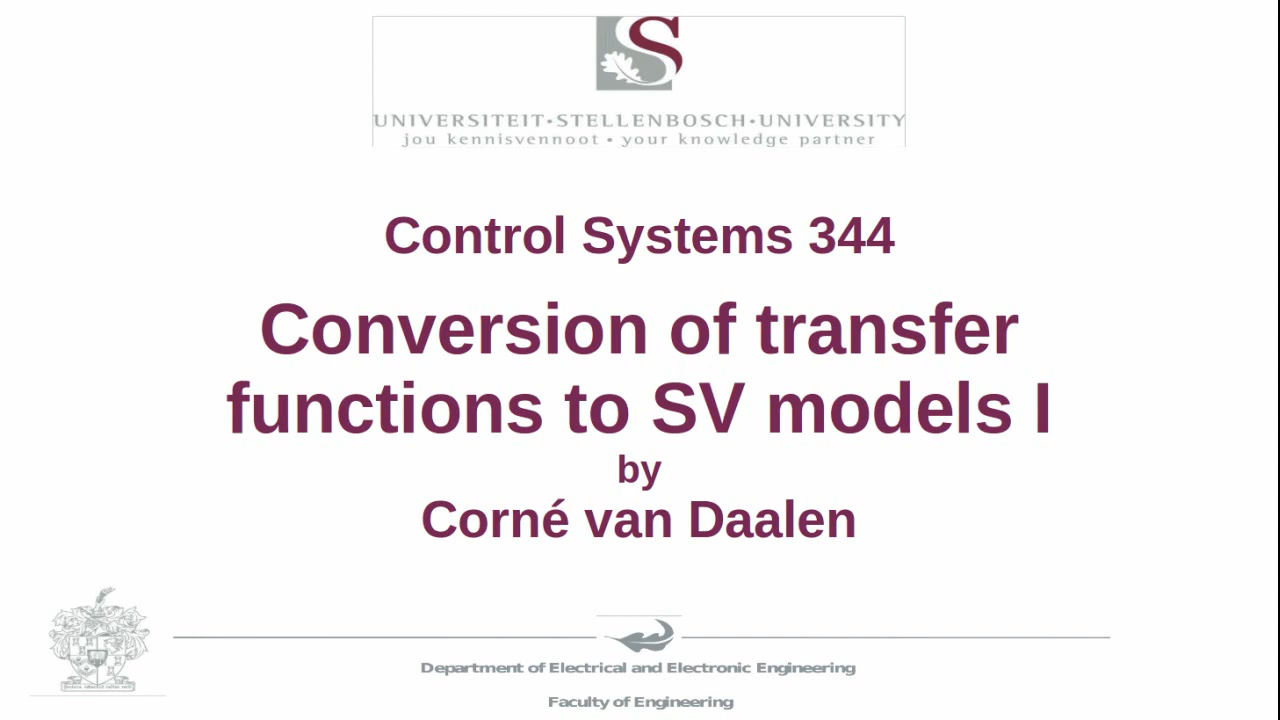 UNIVERSITEIT•STELLENBOSCH•UNIVERSITY
jou kennisvennoot • your knowledge partner
Control Systems 344
Conversion of transfer
functions to SV models I
by
Corné van Daalen
Department of Electrical and Electronic Engineering
Faculty of Engineering